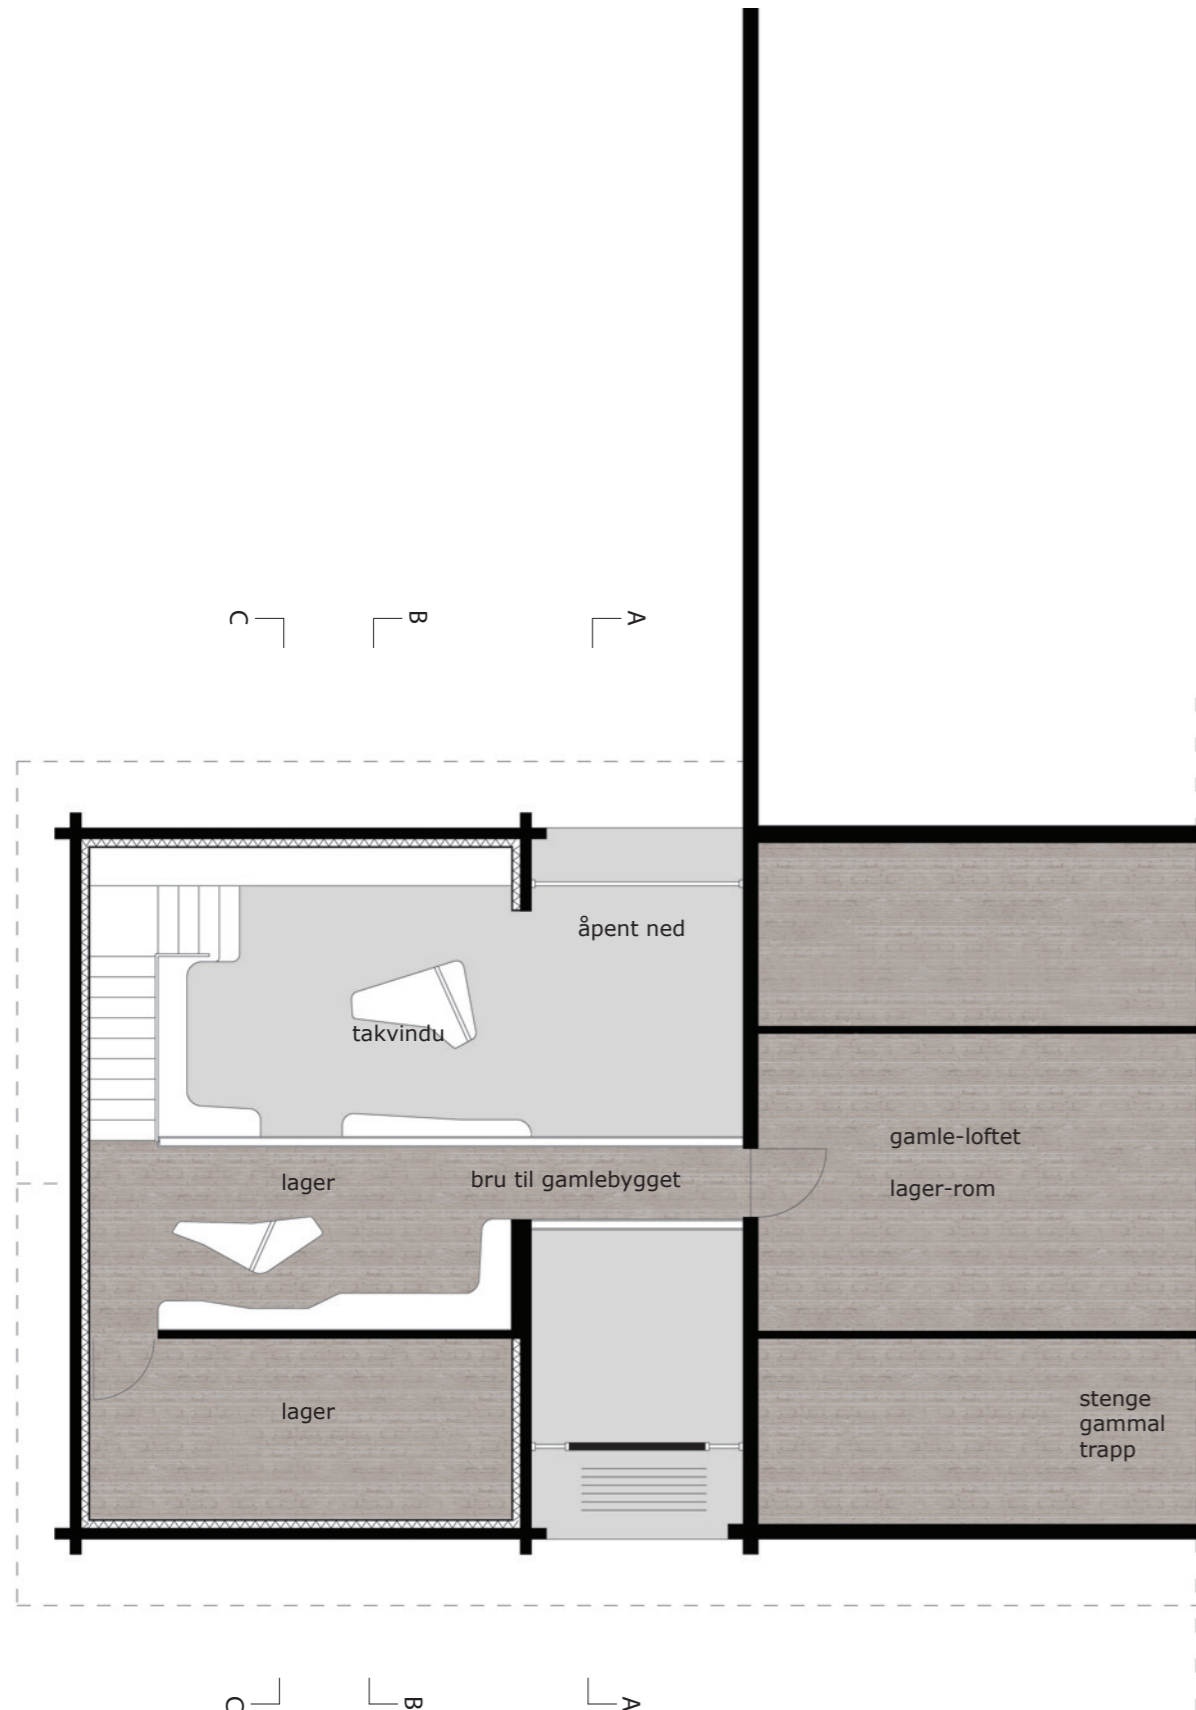 C
B
A
åpent ned
takvindu
gamle-loftet
lager
bru til gamlebygget
lager-rom
lager
stenge
gammal
trapp
C
B
A